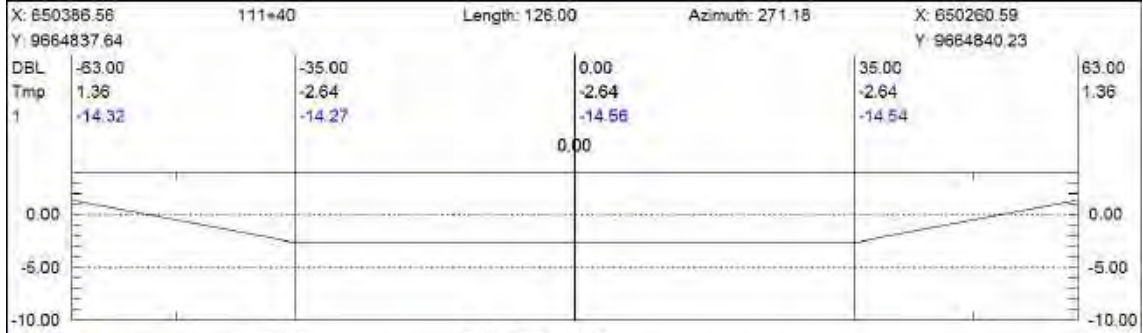 X: 650386.56 111+40 Length: 126.00 Azimuth: 271.18 X: 650260.59
Y: 9664837.64 Y: 9664840.23
DBL -63.00 -35.00 0.00 35.00 63.00
Tmp 1.36 -2.64 -2.64 -2.64 1.36
1 -14.32 -14.27 -14.56 -14.54
0.00
0.00 0.00
-5.00 -5.00
-10.00 -10.00